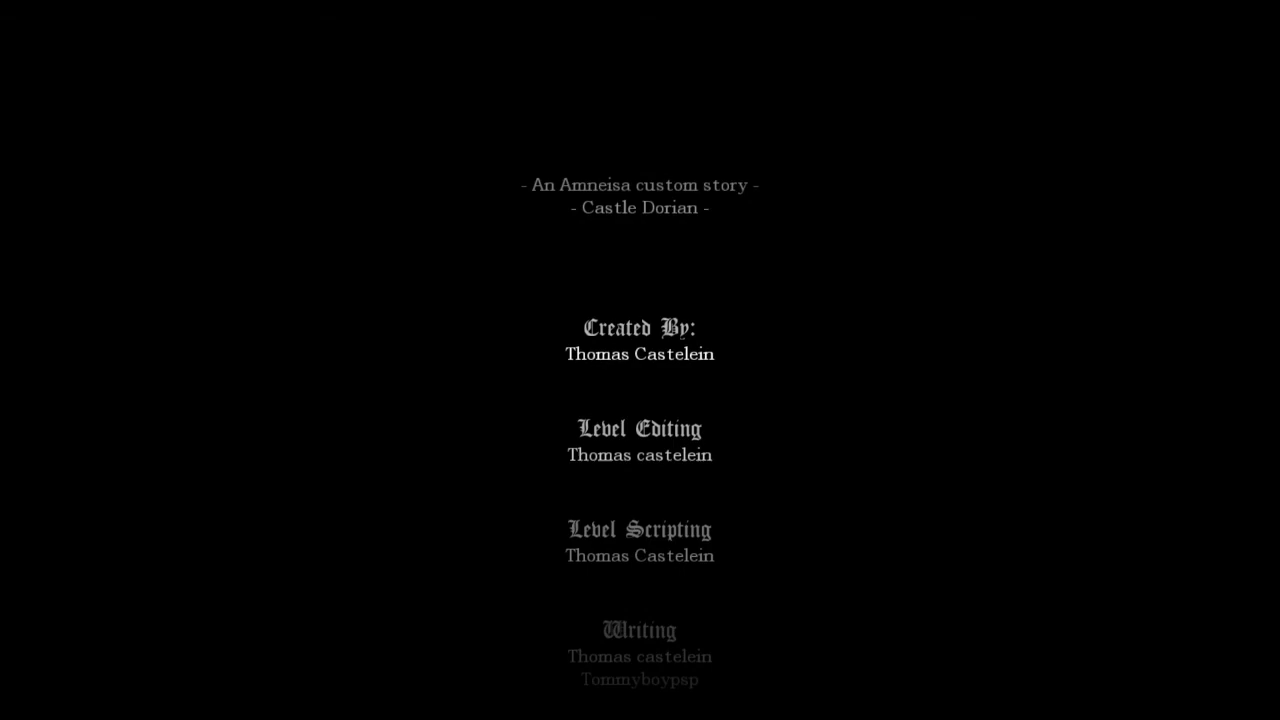 - An Amneisa custom story -
- Castle Dorian -
Created By:
Thomas Castelein
Level Editing
Thomas castelein
Level Scripting
Thomas Castelein
Writing
Thomas castelein
Tommyboypsp